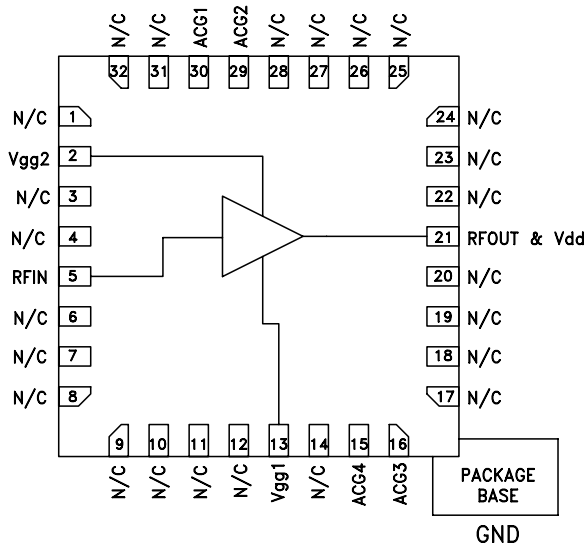 N/C N/C ACG1 ACG2 N/C N/C N/C N/C
32 31 30 29 28 27 26 25
N/C 1
24 N/C
Vgg2 2
23 N/C
N/C 3
22 N/C
N/C 4
21 RFOUT & Vdd
RFIN 5
20 N/C
N/C 6
19 N/C
N/C 7
18 N/C
N/C 8
17 N/C
9 10 11 12 13 14 15 16
N/C N/C N/C N/C Vgg1 N/C ACG4 ACG3
PACKAGE
BASE
GND